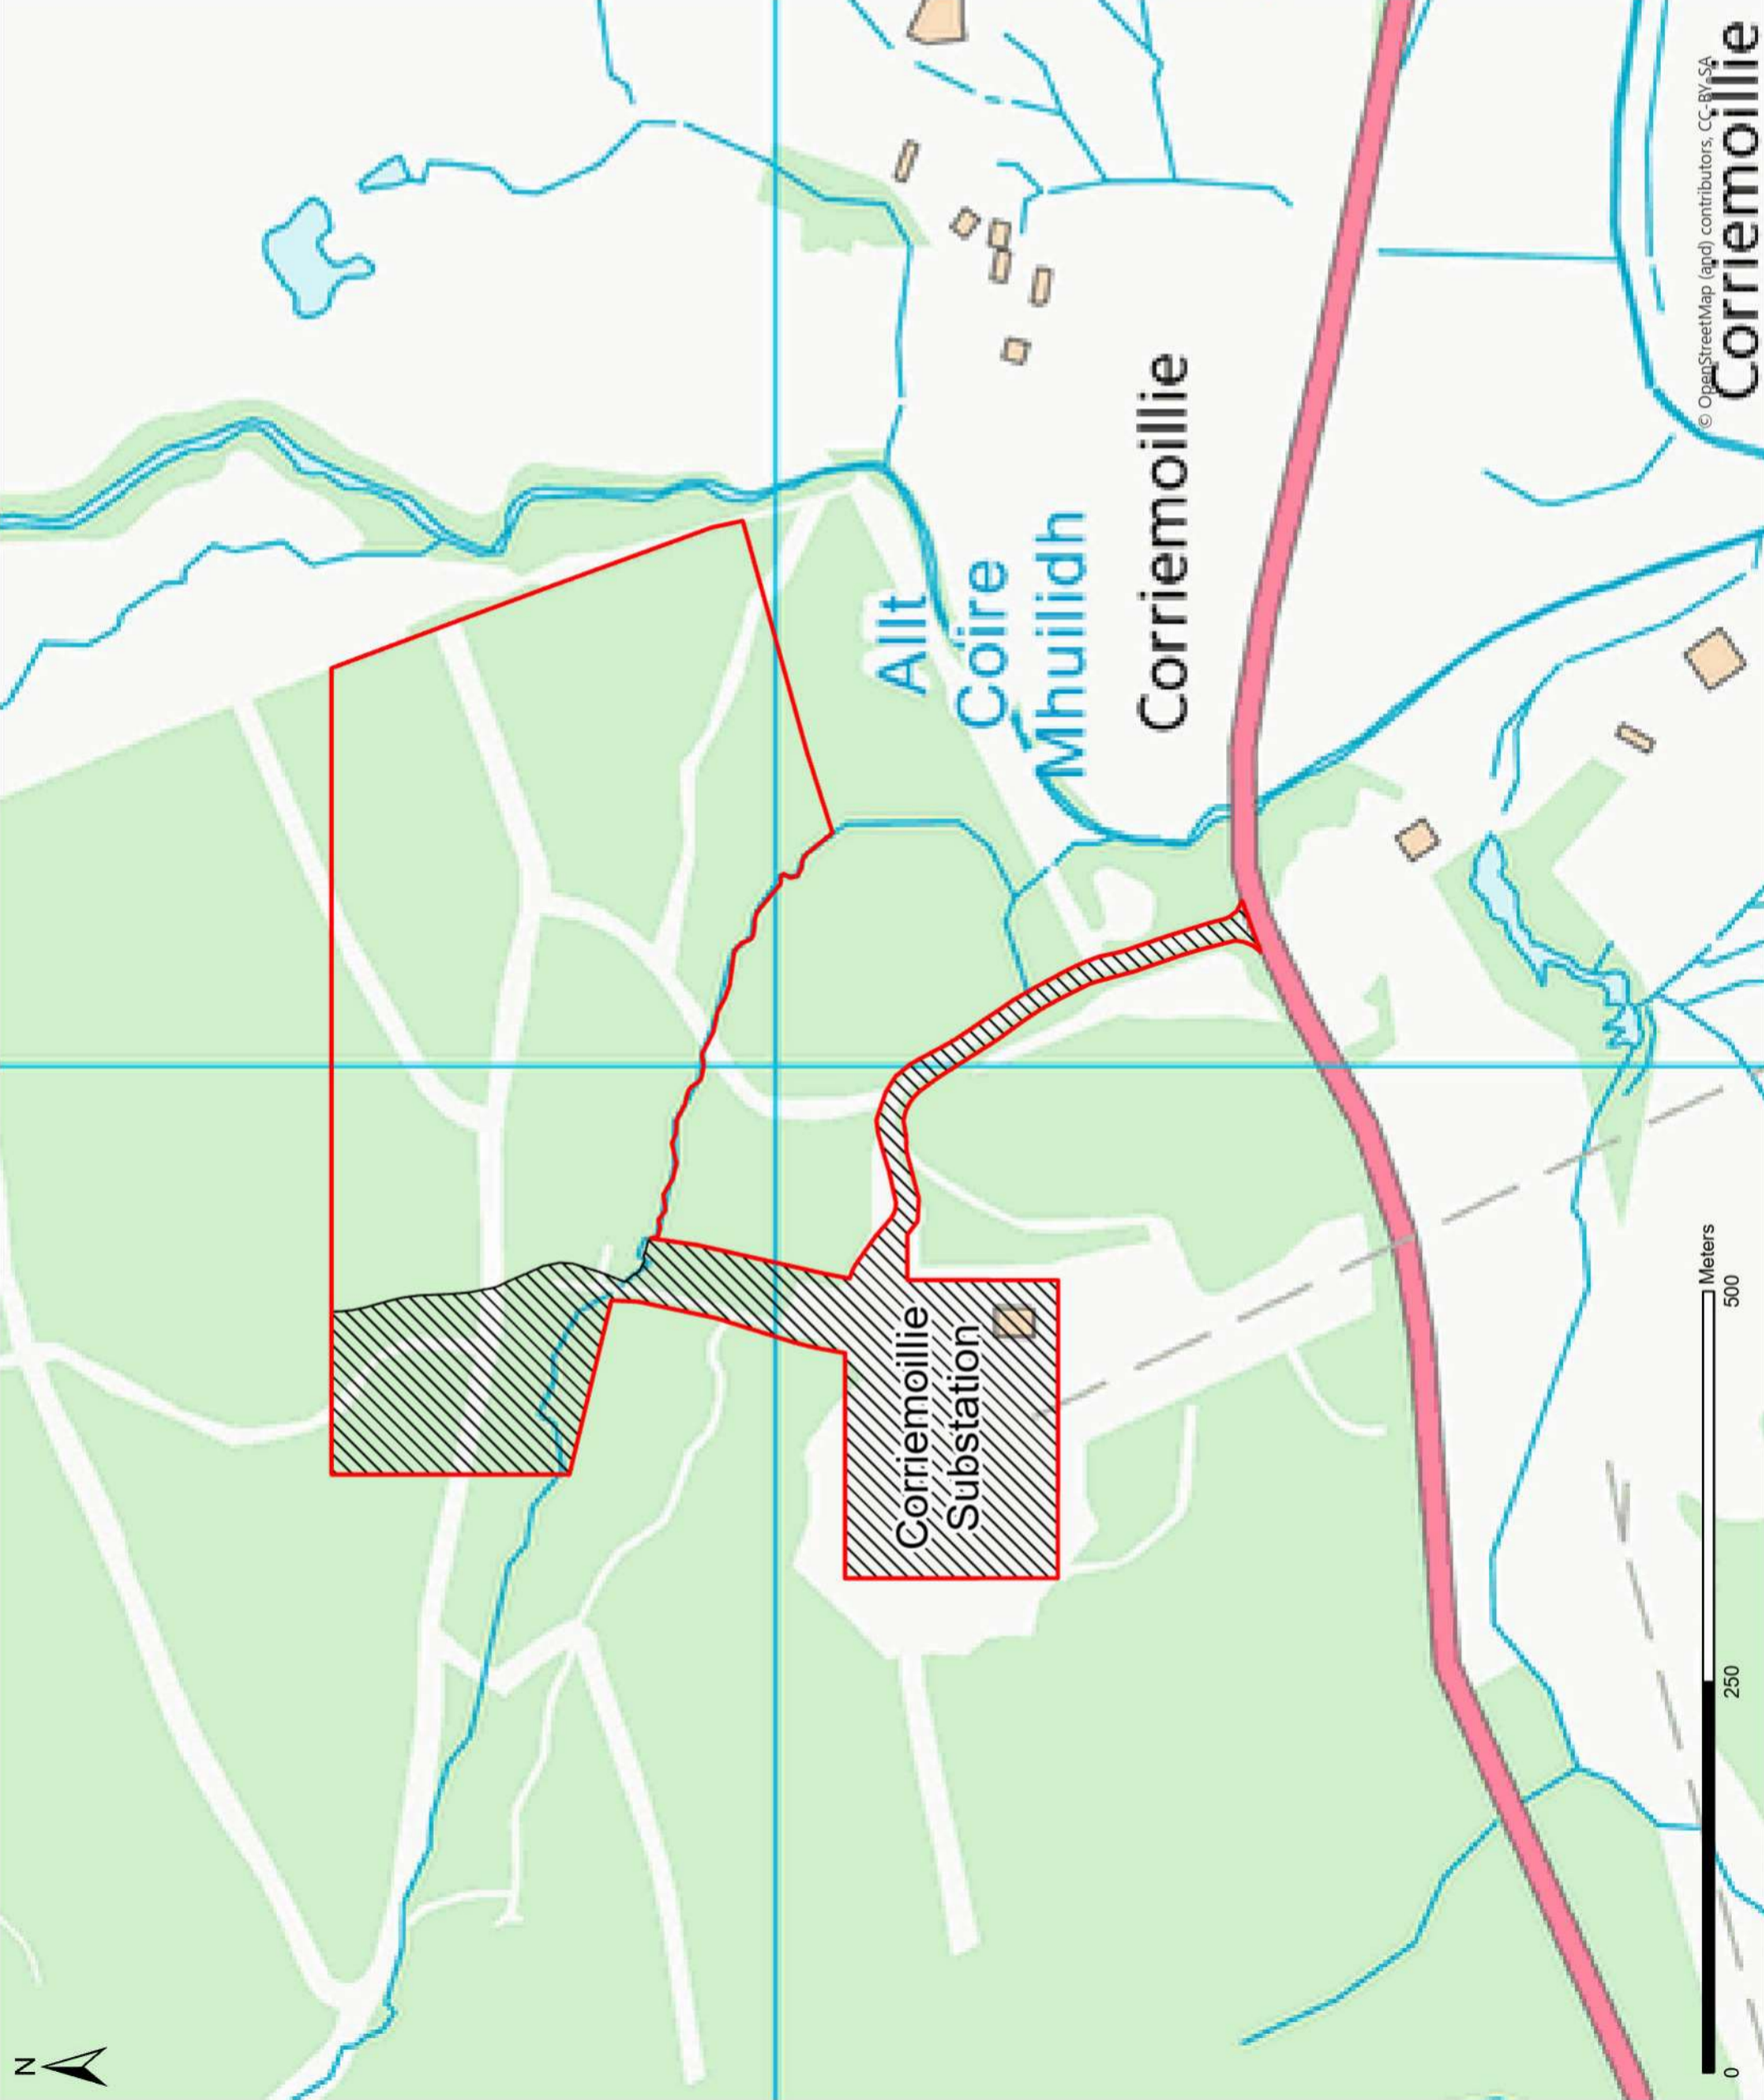 N
Allt
Coire
Mhuilidh
Corriemoillie
Corriemoillie
Substation
0 250 500
Meters
© OpenStreetMap (and) contributors, CC-BY-SA
Corriemoillie